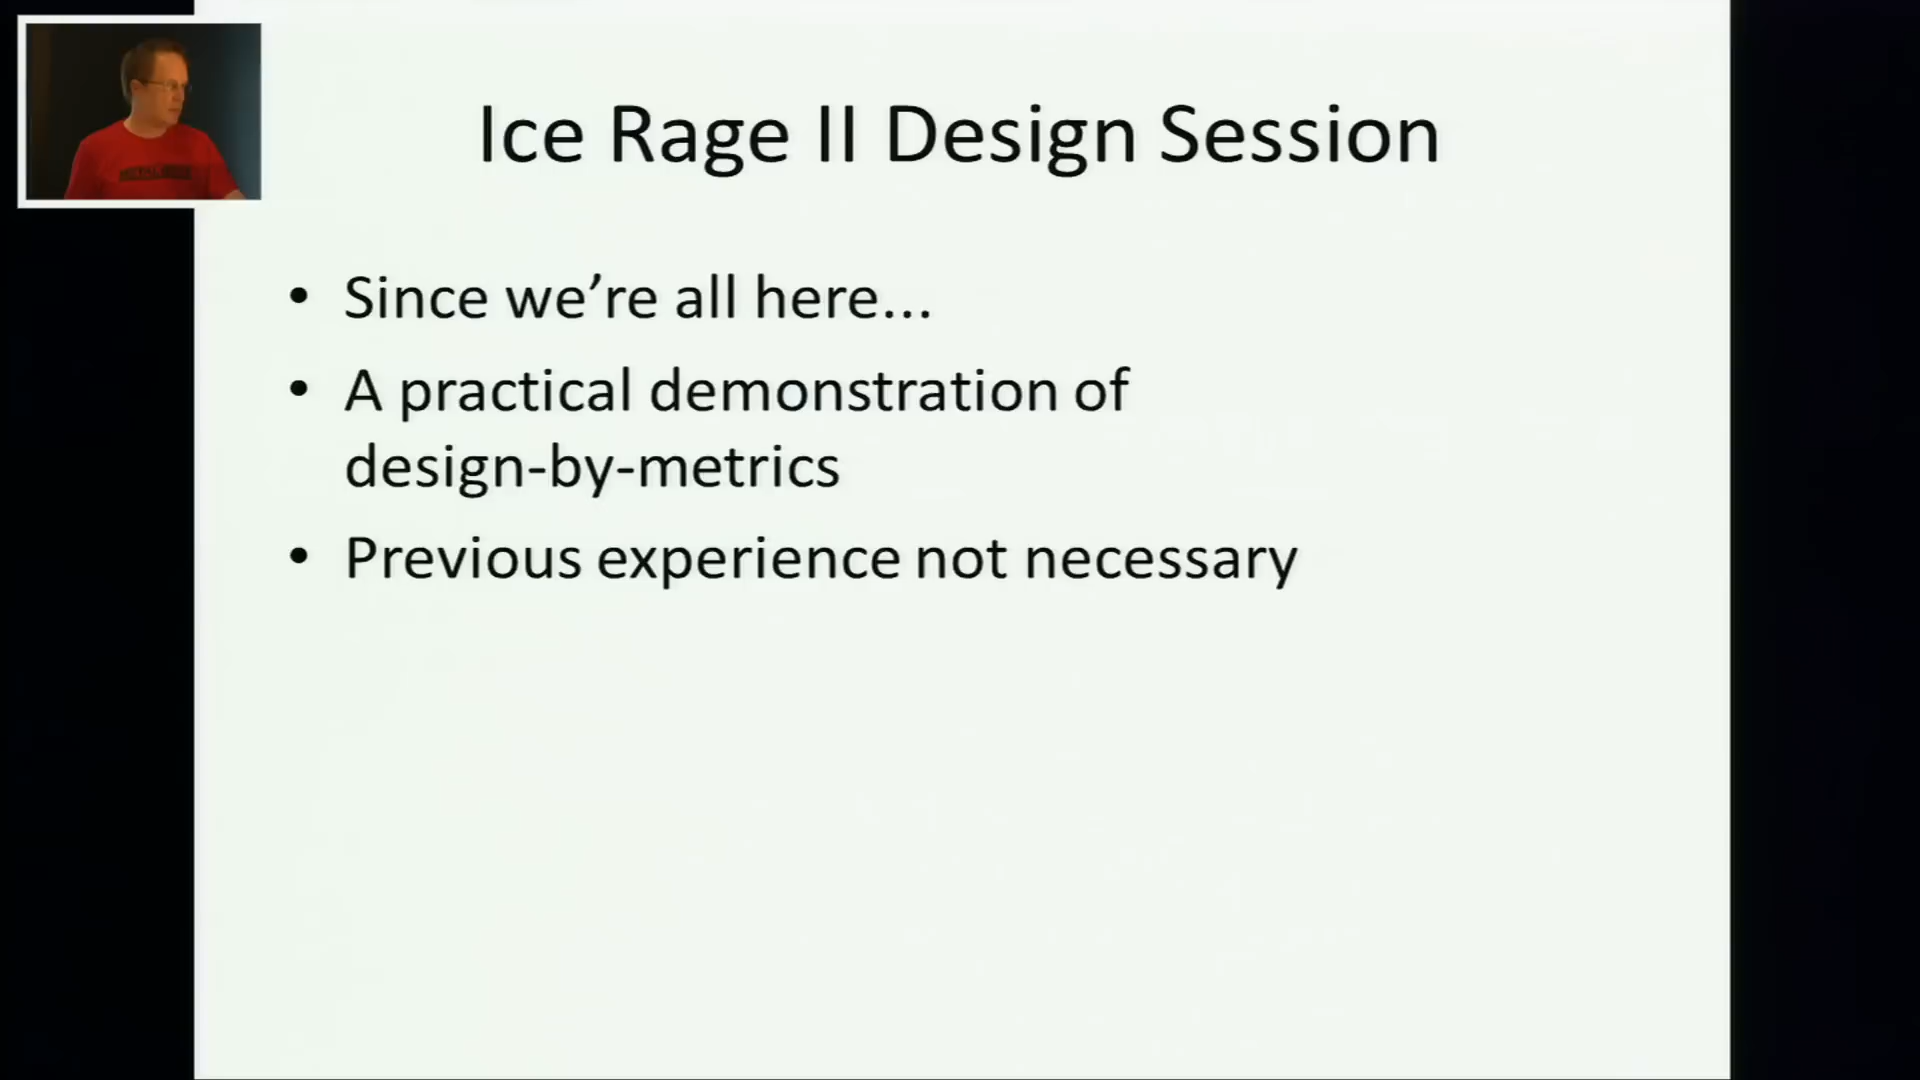 Ice Rage II Design Session
• Since we’re all here...
• A practical demonstration of
design-by-metrics
• Previous experience not necessary